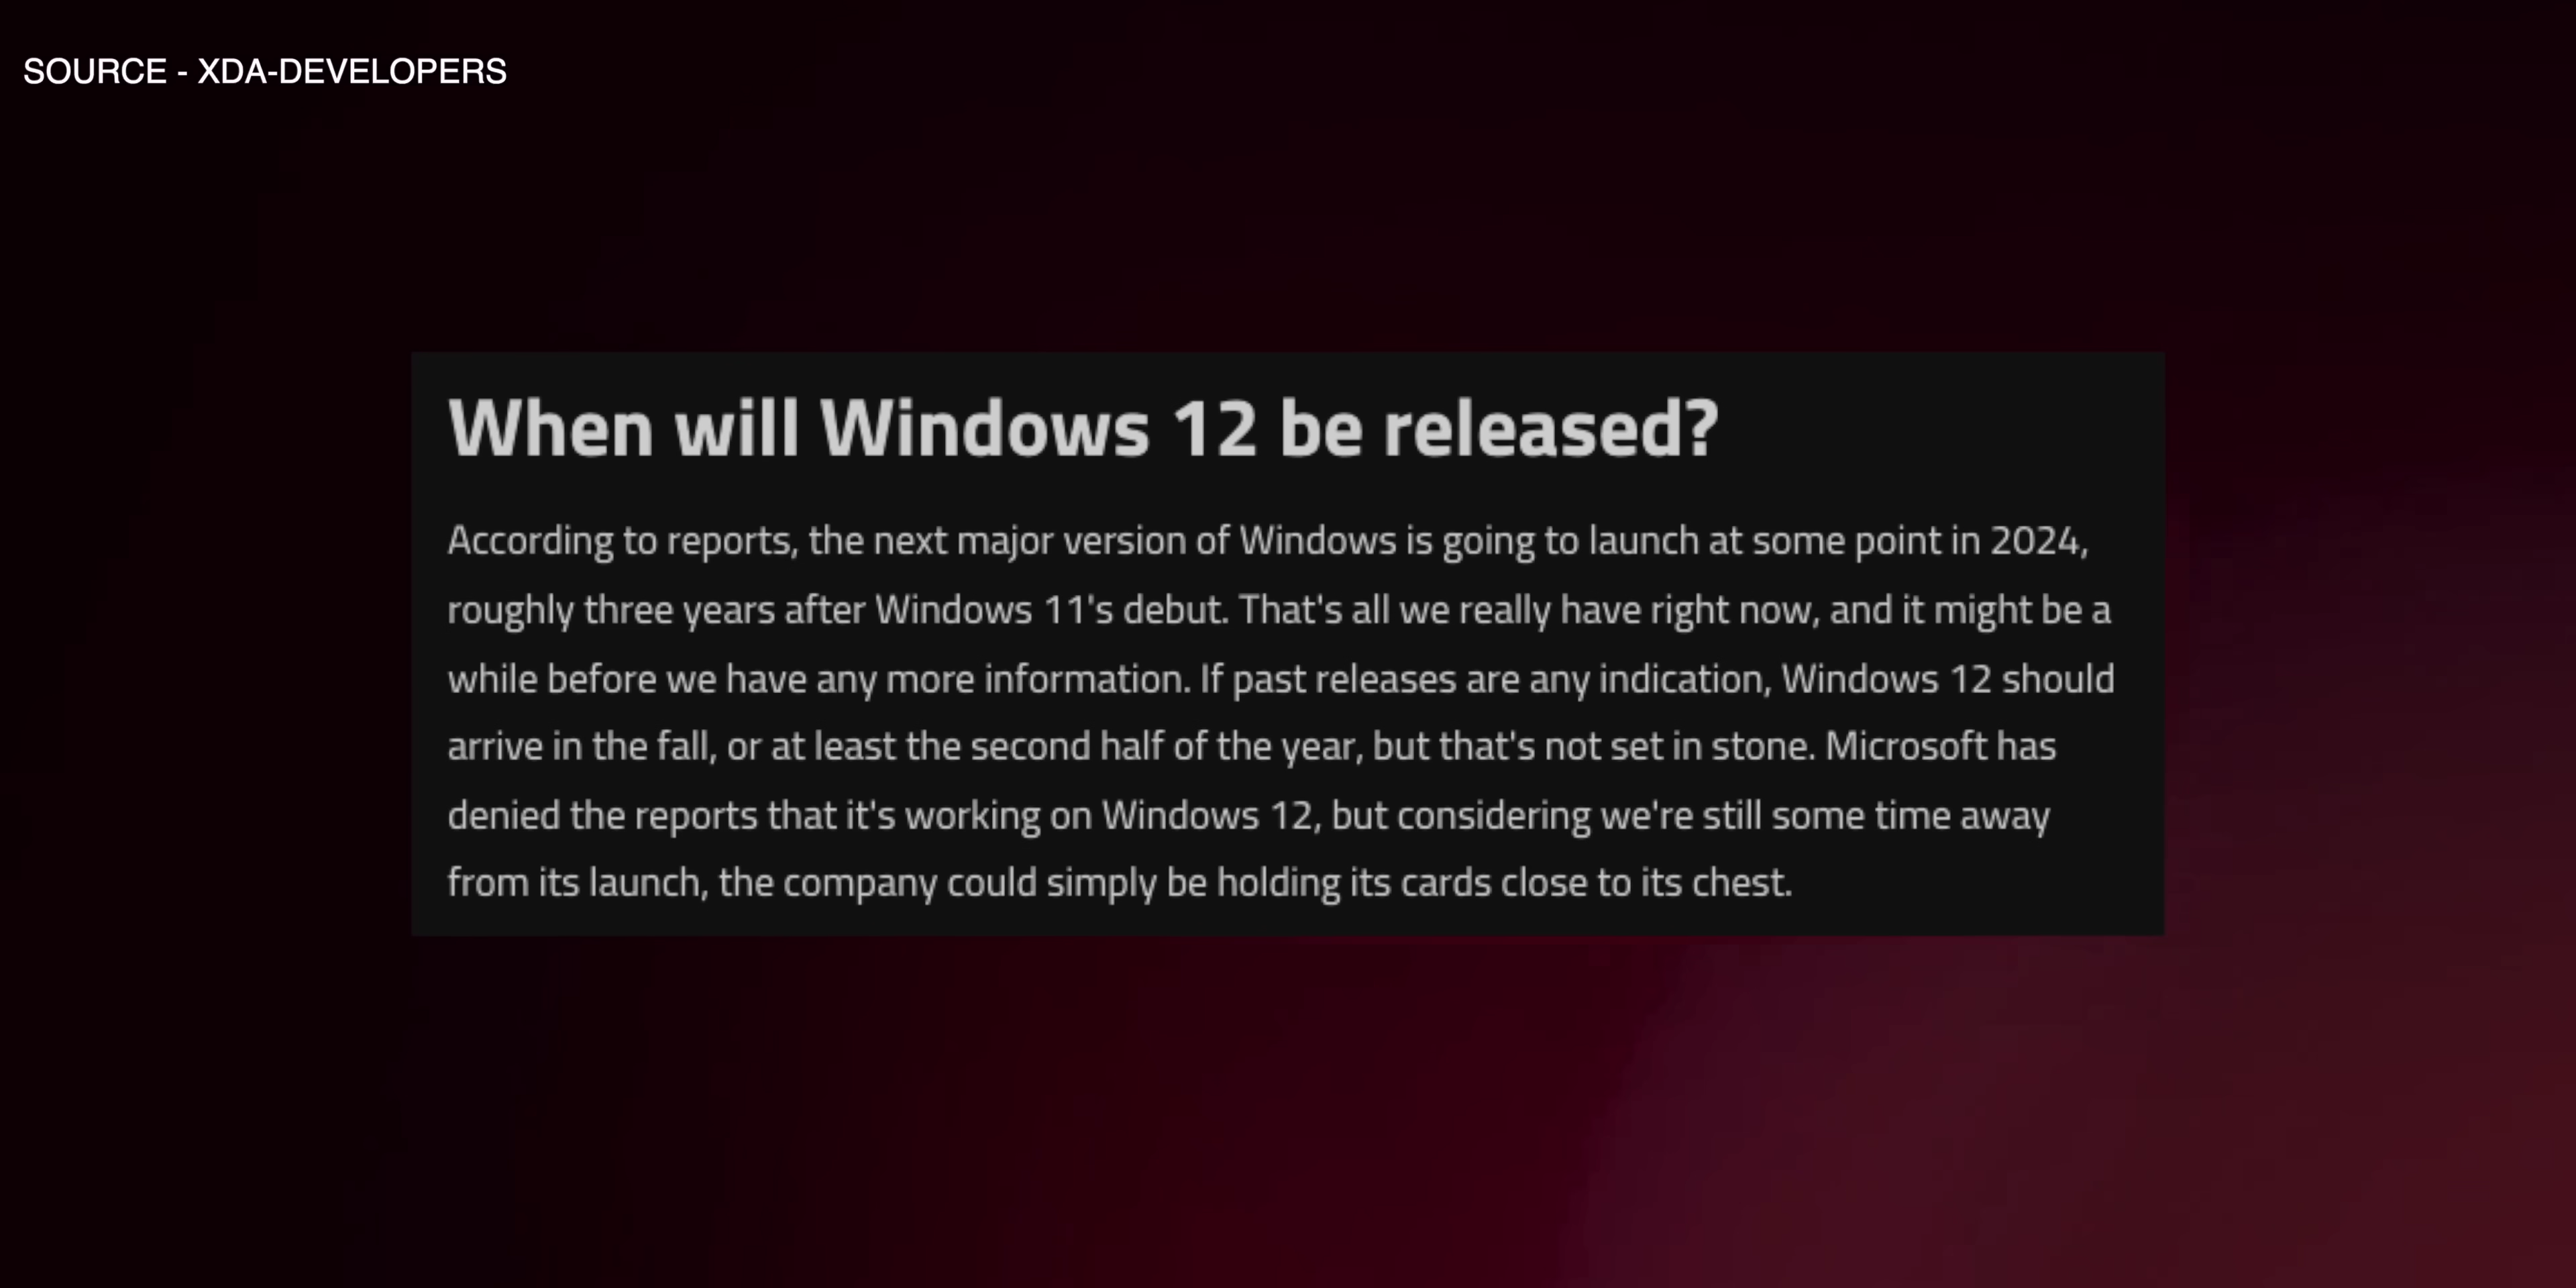 SOURCE - XDA-DEVELOPERS
When will Windows 12 be released?
According to reports, the next major version of Windows is going to launch at some point in 2024,
roughly three years after Windows 11's debut. That's all we really have right now, and it might be a
while before we have any more information. If past releases are any indication, Windows 12 should
arrive in the fall, or at least the second half of the year, but that's not set in stone. Microsoft has
denied the reports that it's working on Windows 12, but considering we're still some time away
from its launch, the company could simply be holding its cards close to its chest.